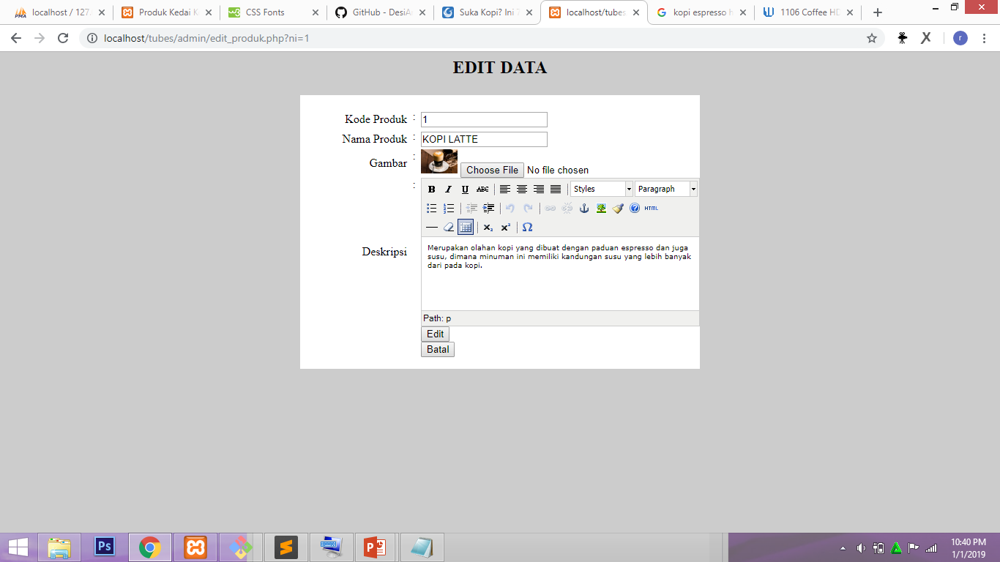 localhost / 127.
Produk Kedai K
CSS Fonts
GitHub - DesiA
Suka Kopi? Ini 7
localhost/tubes
kopi espresso h
1106 Coffee HD
localhost/tubes/admin/edit_produk.php?ni=1
r
EDIT DATA
Kode Produk : 1
Nama Produk : KOPI LATTE
Gambar : Choose File No file chosen
:
B I U ABC Styles Paragraph
HTML
x₂ x² Ω
Deskripsi
Merupakan olahan kopi yang dibuat dengan paduan espresso dan juga
susu, dimana minuman ini memiliki kandungan susu yang lebih banyak
dari pada kopi.
Path: p
Edit
Batal
Ps
10:40 PM
1/1/2019